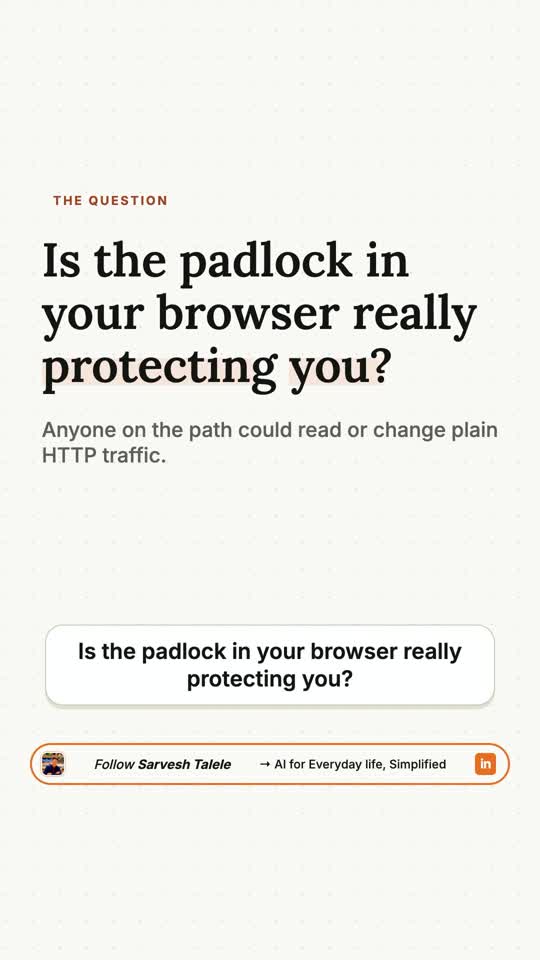 THE QUESTION
Is the padlock in
your browser really
protecting you?
Anyone on the path could read or change plain
HTTP traffic.
Is the padlock in your browser really
protecting you?
Follow Sarvesh Talele → AI for Everyday life, Simplified in